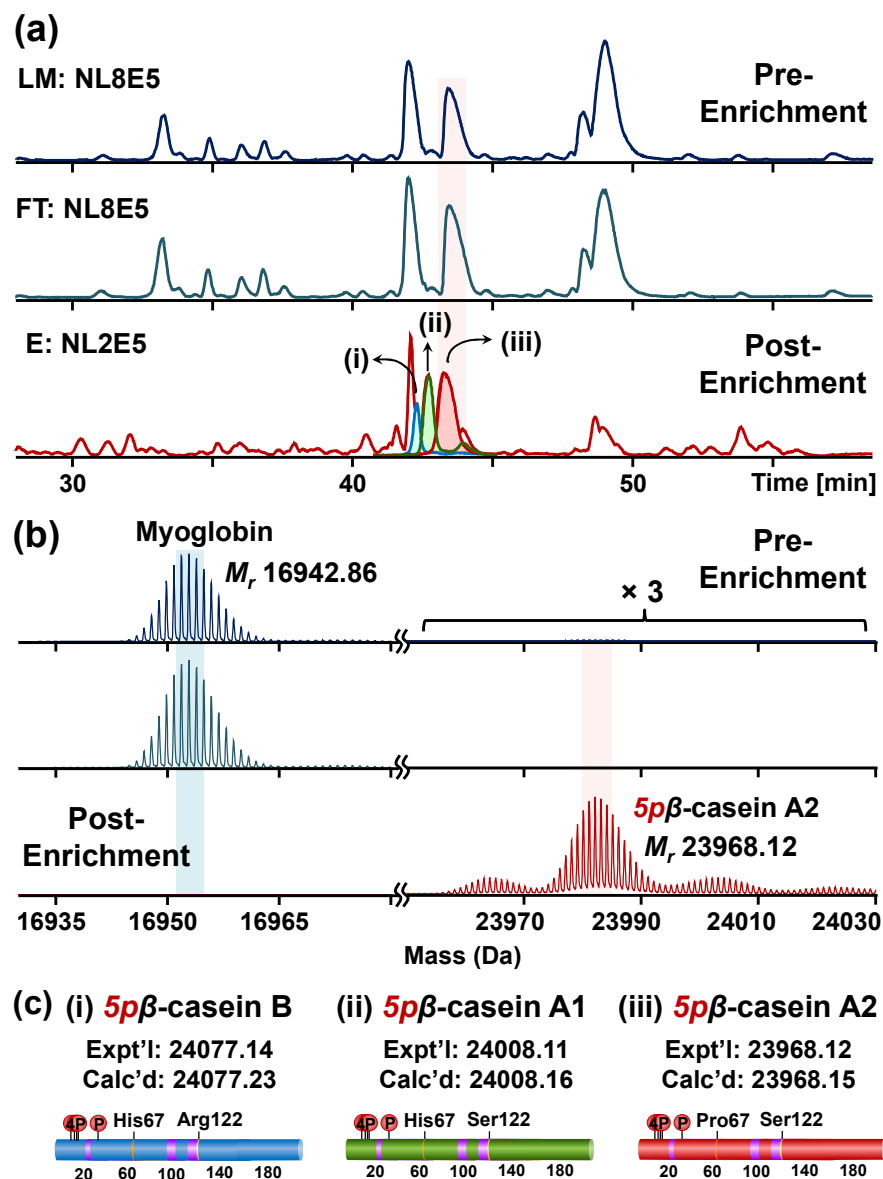 (a)
LM: NL8E5
Pre-
Enrichment
FT: NL8E5
E: NL2E5
(i)
(ii)
(iii)
Post-
Enrichment
30 40 50 Time [min]
(b)
Myoglobin
Mr 16942.86
Pre-
Enrichment
× 3
Post-
Enrichment
5pβ-casein A2
Mr 23968.12
16935 16950 16965 23970 23990 24010 24030
Mass (Da)
(c) (i) 5pβ-casein B (ii) 5pβ-casein A1 (iii) 5pβ-casein A2
Expt'l: 24077.14 Expt'l: 24008.11 Expt'l: 23968.12
Calc'd: 24077.23 Calc'd: 24008.16 Calc'd: 23968.15
4P P His67 Arg122 4P P His67 Ser122 4P P Pro67 Ser122
20 60 100 140 180 20 60 100 140 180 20 60 100 140 180